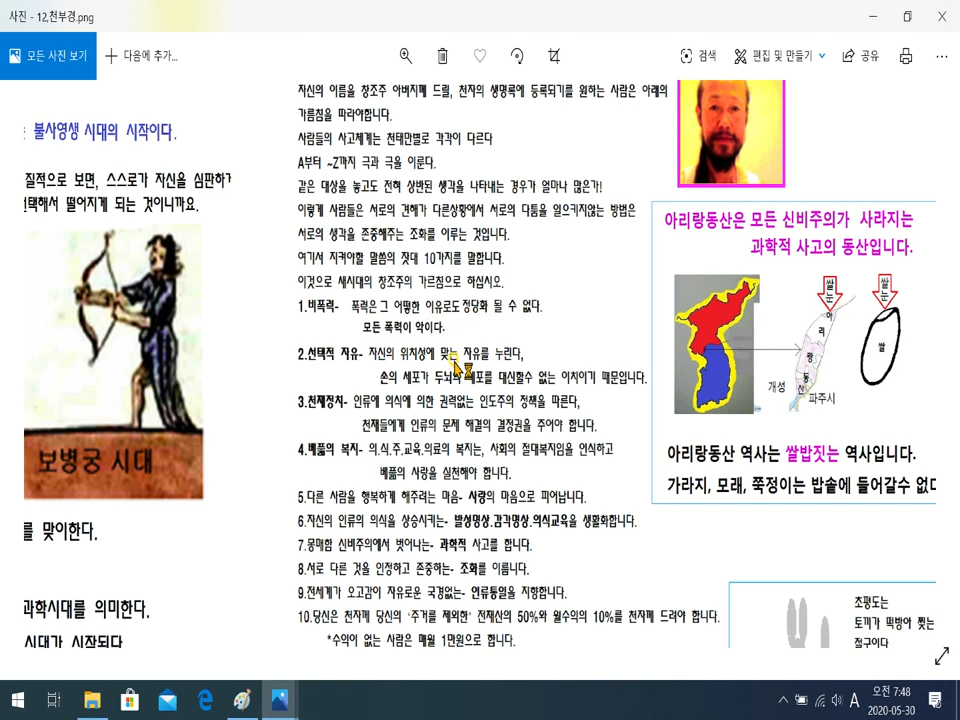 사진 - 12,천부경.png
모든 사진 보기
다음에 추가...
검색
편집 및 만들기
공유
불사영생 시대의 시작이다.
질적으로 보면, 스스로가 자신을 심판하
선택해서 떨어지게 되는 것이니까요.
보병궁 시대
를 맞이한다.
과학시대를 의미한다.
시대가 시작되다
자신의 이름을 창조주 아버지께 드릴, 천자의 생명록에 등록되기를 원하는 사람은 아래의
가름침을 따라야합니다.
사람들의 사고체계는 천태만별로 각각이 다르다
A부터 ~Z까지 극과 극을 이룬다.
같은 대상을 놓고도 전혀 상반된 생각을 나타내는 경우가 얼마나 많은가!
이렇게 사람들은 서로의 견해가 다른상황에서 서로의 다툼을 일으키지않는 방법은
서로의 생각을 존중해주는 조화를 이루는 것입니다.
여기서 지켜야할 말씀의 잣대 10가지를 말합니다.
이것으로 새시대의 창조주의 가르침으로 하십시오.
1.비폭력- 폭력은 그 어떠한 이유로도 정당화 될 수 없다.
모든 폭력이 악이다.
2.선택적 자유- 자신의 위치성에 맞는 자유를 누린다,
손의 세포가 두뇌의 세포를 대신할수 없는 이치이기 때문입니다.
3.천재정치- 인류에 의식에 의한 권력없는 인도주의 정책을 따른다,
천재들에게 인류의 문제 해결의 결정권을 주어야 합니다.
4.베풂의 복지- 의.식.주.교육.의료의 복지는, 사회의 절대복지임을 인식하고
베풂의 사랑을 실천해야 합니다.
5.다른 사람을 행복하게 해주려는 마음- 사랑의 마음으로 피어납니다.
6.자신의 인류의 의식을 상승시키는- 발성명상.감각명상.의식교육을 생활화합니다.
7.몽매함 신비주의에서 벗어나는- 과학적 사고를 합니다.
8.서로 다른 것을 인정하고 존중하는- 조화를 이룹니다.
9.전세계가 오고감이 자유로운 국경없는- 인류통일을 지향합니다.
10.당신은 천자께 당신의 '주거를 제외한' 전재산의 50%와 월수의의 10%를 천자께 드려야 합니다.
*수익이 없는 사람은 매월 1만원으로 합니다.
아리랑동산은 모든 신비주의가 사라지는
과학적 사고의 동산입니다.
쌀눈
쌀눈
아
리
랑
동
산
쌀
개성
파주시
아리랑동산 역사는 쌀밥짓는 역사입니다.
가라지, 모래, 쭉정이는 밥솥에 들어갈수 없다
초평도는
토끼가 떡방아 찧는
절구이다
A
오전 7:48
2020-05-30